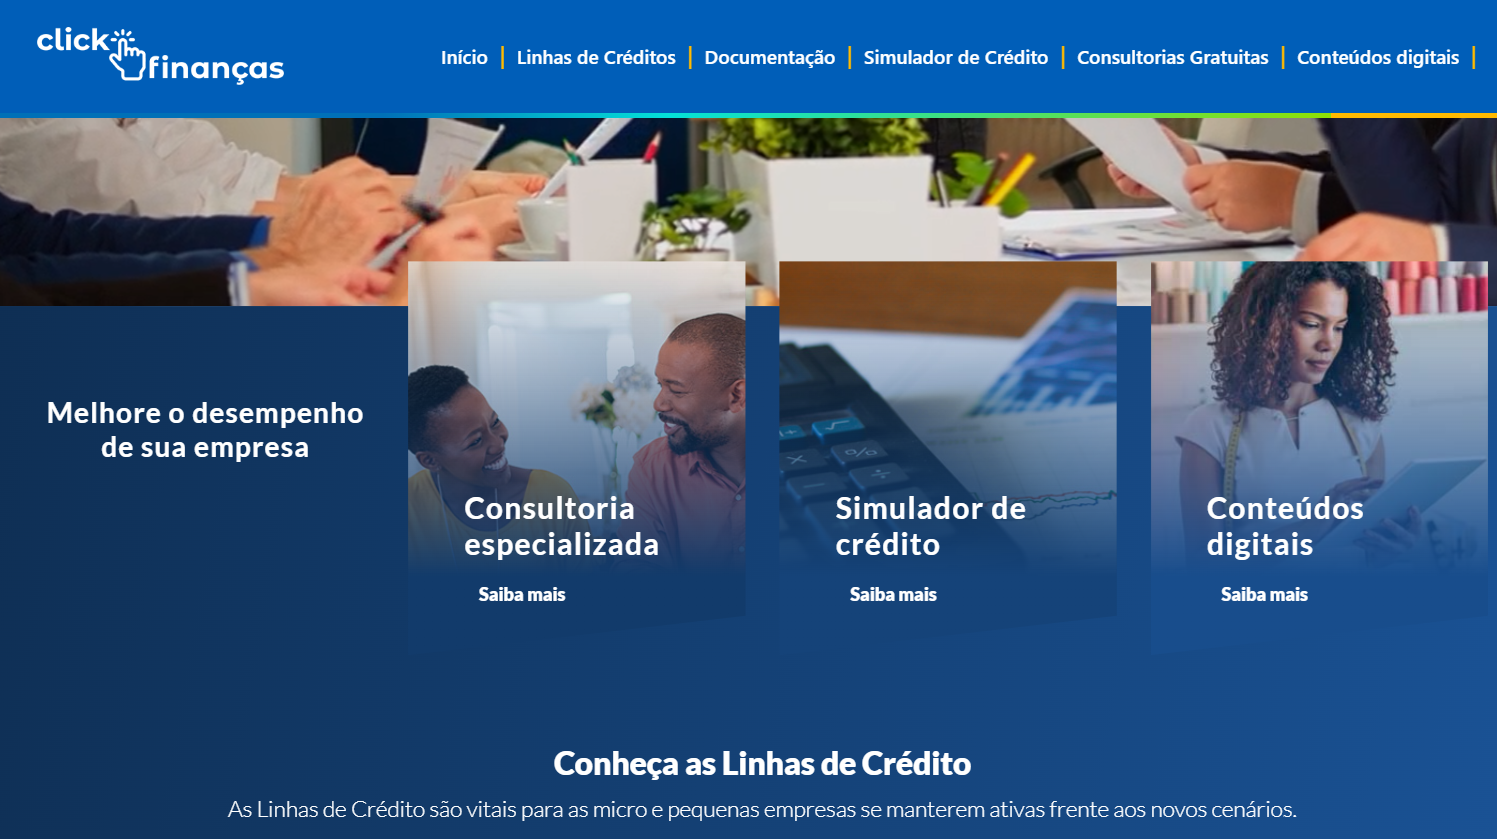 click
finanças
Início
Linhas de Créditos
Documentação
Simulador de Crédito
Consultorias Gratuitas
Conteúdos digitais
Melhore o desempenho
de sua empresa
Consultoria
especializada
Saiba mais
Simulador de
crédito
Saiba mais
Conteúdos
digitais
Saiba mais
Conheça as Linhas de Crédito
As Linhas de Crédito são vitais para as micro e pequenas empresas se manterem ativas frente aos novos cenários.